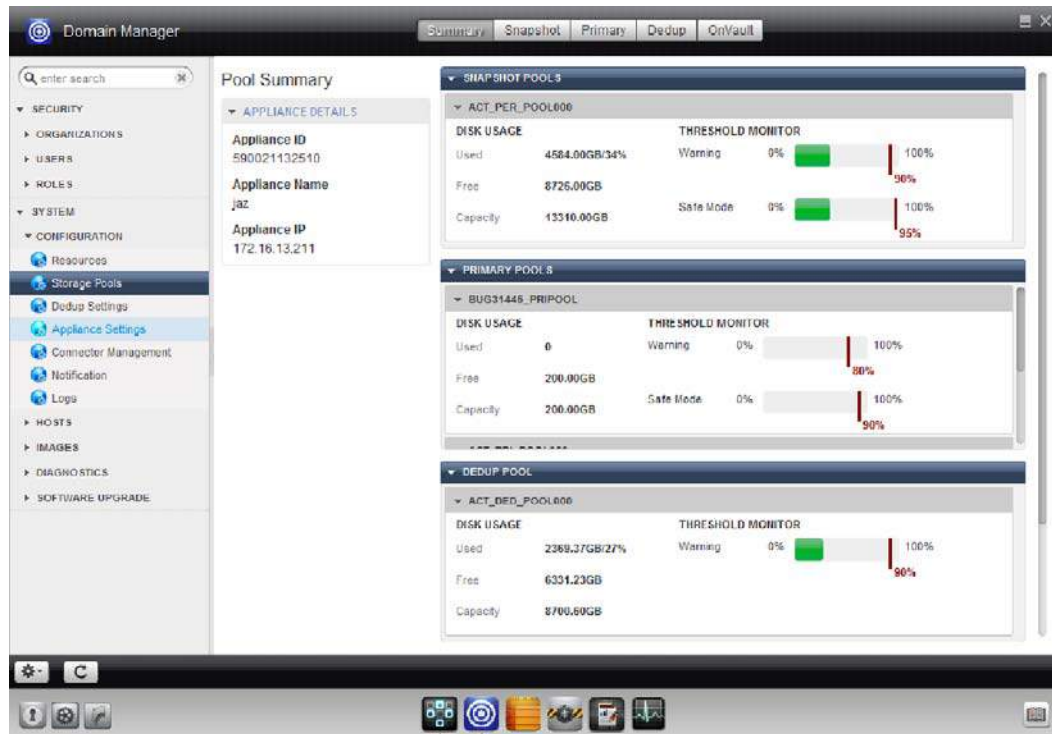 Domain Manager
Summary Snapshot Primary Dedup OnVault
enter search
SECURITY
ORGANIZATIONS
USERS
ROLES
SYSTEM
CONFIGURATION
Resources
Storage Pools
Dedup Settings
Appliance Settings
Connector Management
Notification
Logs
HOSTS
IMAGES
DIAGNOSTICS
SOFTWARE UPGRADE
Pool Summary
APPLIANCE DETAILS
Appliance ID
590021132510
Appliance Name
jaz
Appliance IP
172.16.13.211
SNAPSHOT POOLS
ACT_PER_POOL000
DISK USAGE THRESHOLD MONITOR
Used 4584.00GB/34% Warning 0% 100%
90%
Free 8726.00GB
Capacity 13310.00GB Safe Mode 0% 100%
95%
PRIMARY POOLS
BUG31445_PRIPOOL
DISK USAGE THRESHOLD MONITOR
Used 0 Warning 0% 100%
80%
Free 200.00GB
Capacity 200.00GB Safe Mode 0% 100%
90%
DEDUP POOL
ACT_DED_POOL000
DISK USAGE THRESHOLD MONITOR
Used 2369.37GB/27% Warning 0% 100%
90%
Free 6331.23GB
Capacity 8700.60GB